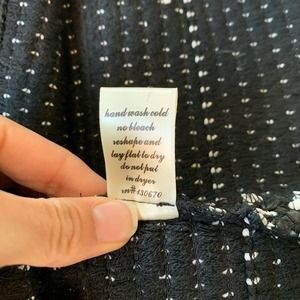 hand wash cold
no bleach
reshape and
lay flat to dry
do not put
in dryer
rn# 130670